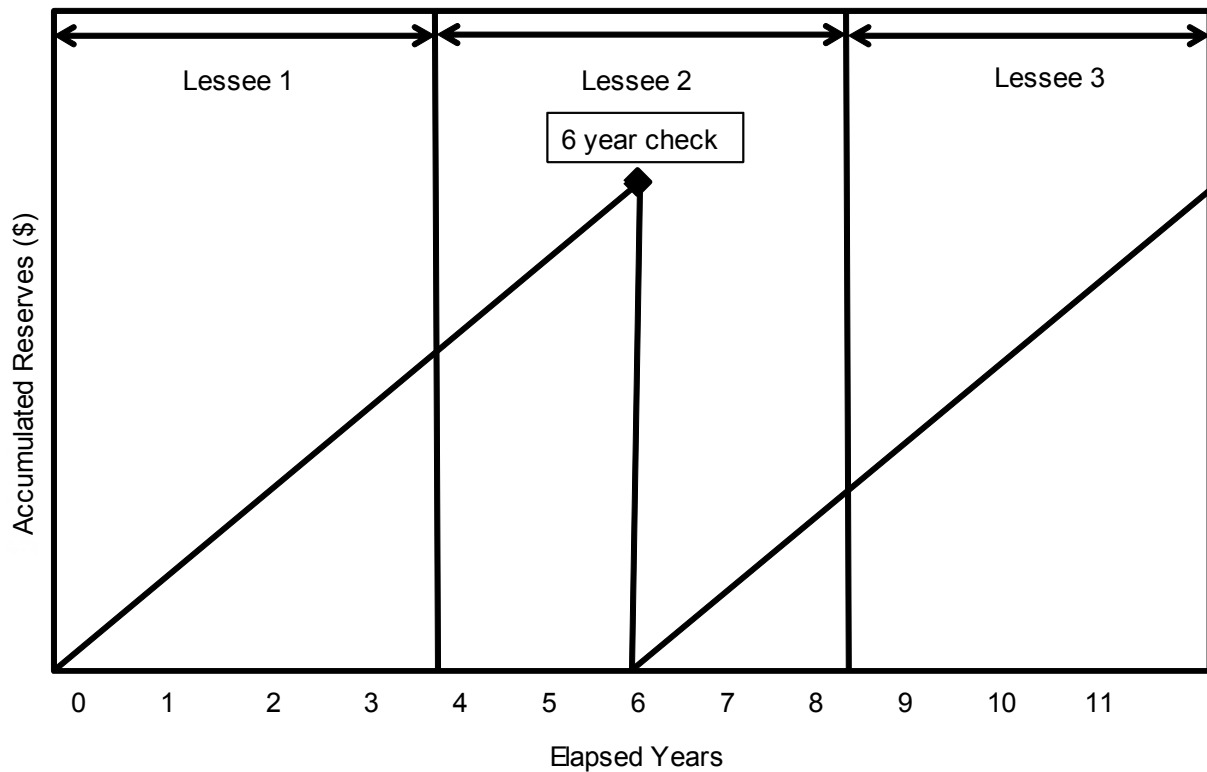 Lessee 1
Lessee 2
Lessee 3
6 year check
Accumulated Reserves ($)
0 1 2 3 4 5 6 7 8 9 10 11
Elapsed Years